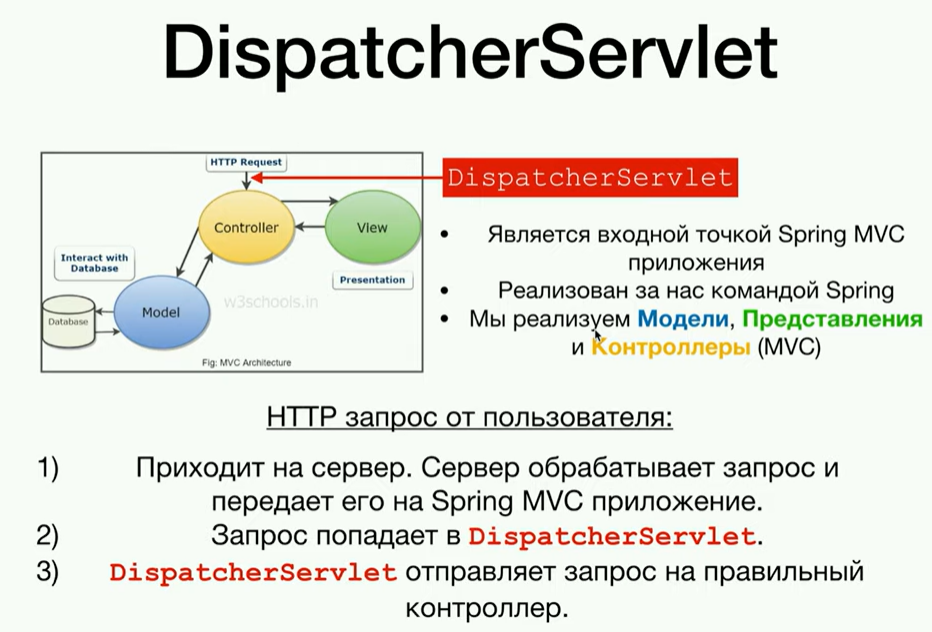 DispatcherServlet
HTTP Request
Controller
View
Interact with
Database
Presentation
Model
Database
w3schools.in
Fig: MVC Architecture
DispatcherServlet
• Является входной точкой Spring MVC
приложения
• Реализован за нас командой Spring
• Мы реализуем Модели, Представления
и Контроллеры (MVC)
HTTP запрос от пользователя:
1) Приходит на сервер. Сервер обрабатывает запрос и
передает его на Spring MVC приложение.
2) Запрос попадает в DispatcherServlet.
3) DispatcherServlet отправляет запрос на правильный
контроллер.